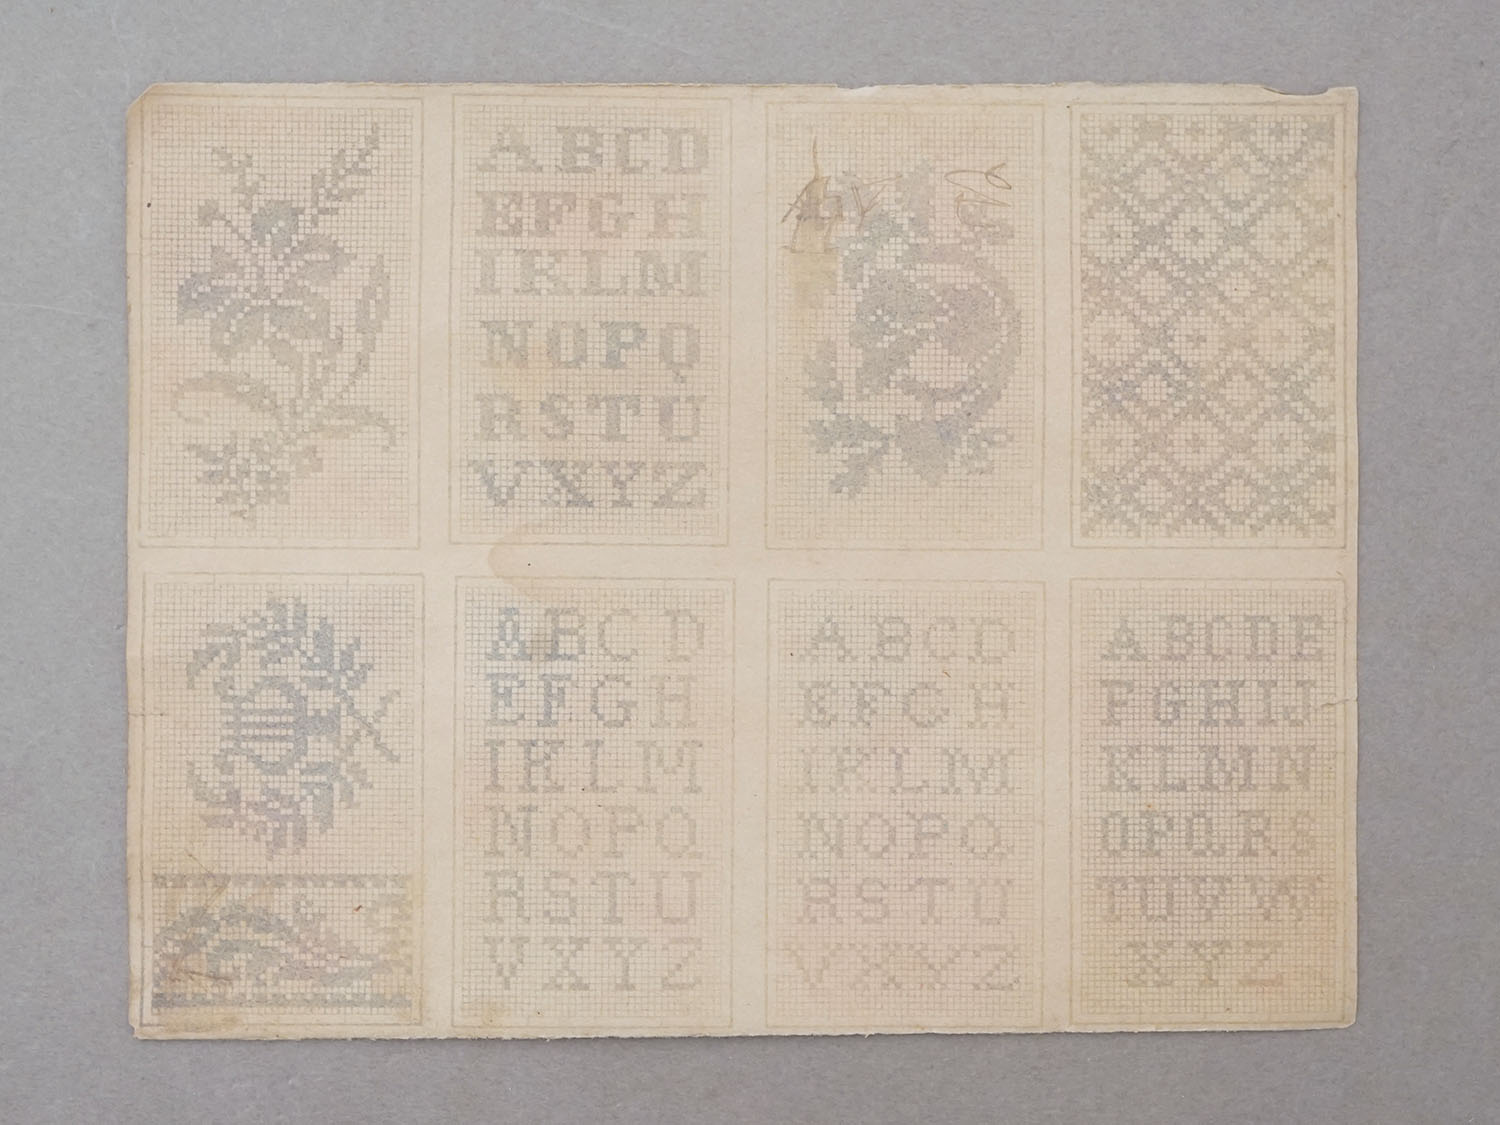 ABCD
EFGH
IKLM
NOPQ
RSTU
VXYZ
ABCD
EFGH
IKLM
NOPQ
RSTU
VXYZ
ABCD
EFGH
IKLM
NOPQ
RSTU
VXYZ
ABCDE
FGHIJ
KLMN
OPQRS
TUVW
XYZ